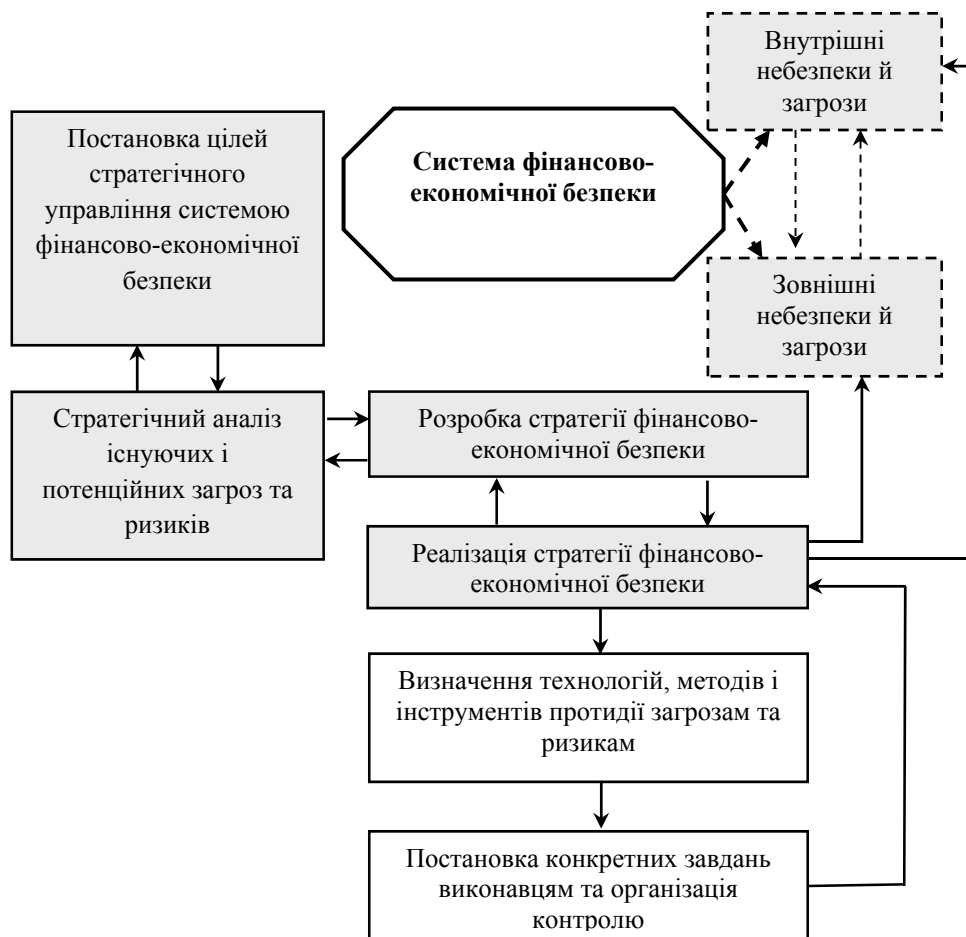 Внутрішні
небезпеки й
загрози
Постановка цілей
стратегічного
управління системою
фінансово-економічної
безпеки
Система фінансово-
економічної безпеки
Зовнішні
небезпеки й
загрози
Стратегічний аналіз
існуючих і
потенційних загроз та
ризиків
Розробка стратегії фінансово-
економічної безпеки
Реалізація стратегії фінансово-
економічної безпеки
Визначення технологій, методів і
інструментів протидії загрозам та
ризикам
Постановка конкретних завдань
виконавцям та організація
контролю